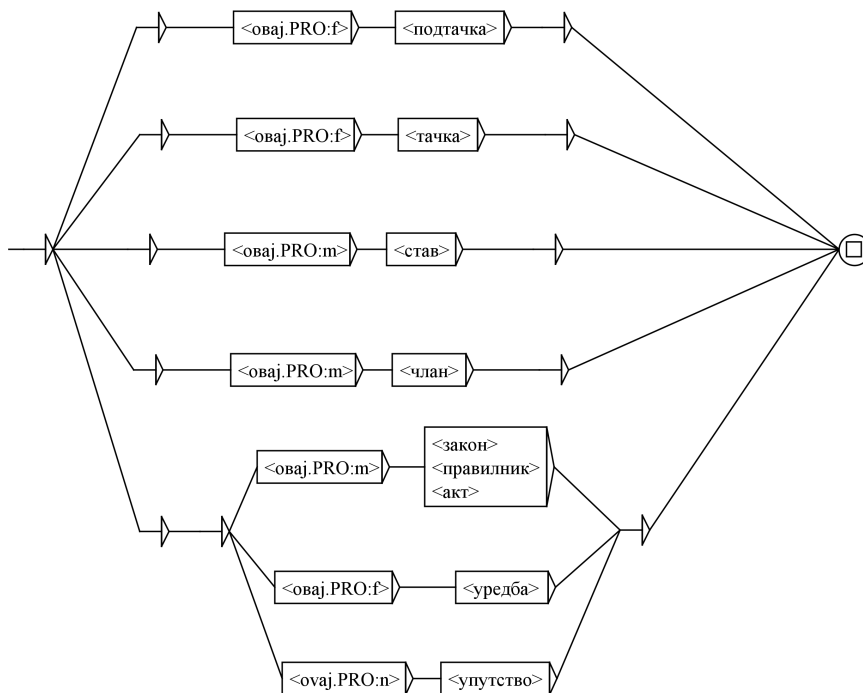 <овај.PRO:f> <подтачка>
<овај.PRO:f> <тачка>
<овај.PRO:m> <став>
<овај.PRO:m> <члан>
<овај.PRO:m> <закон>
<правилник>
<акт>
<овај.PRO:f> <уредба>
<ovaj.PRO:n> <упутство>